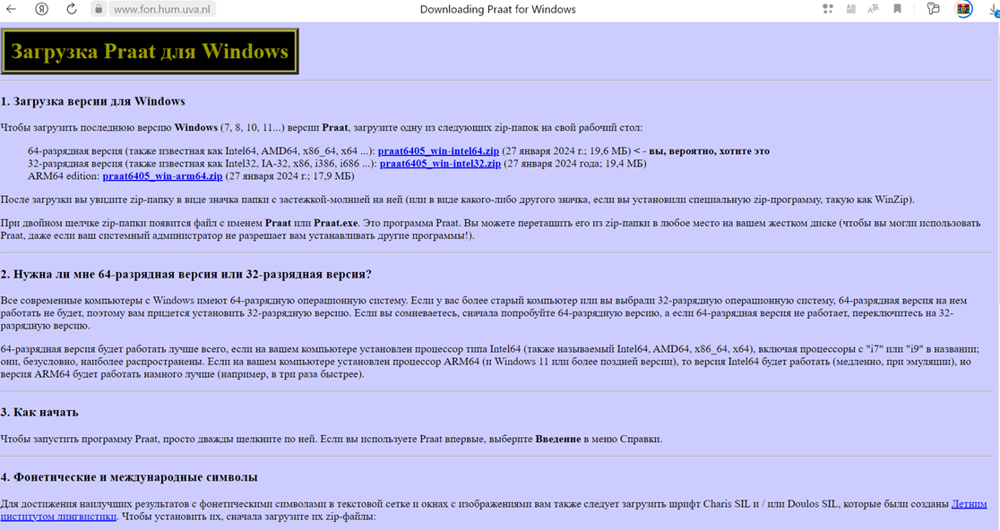 www.fon.hum.uva.nl
Downloading Praat for Windows
Загрузка Praat для Windows
1. Загрузка версии для Windows
Чтобы загрузить последнюю версию Windows (7, 8, 10, 11...) версии Praat, загрузите одну из следующих zip-папок на свой рабочий стол:
64-разрядная версия (также известная как Intel64, AMD64, x86_64, x64 ...): praat6405_win-intel64.zip (27 января 2024 г.; 19,6 МБ) < - вы, вероятно, хотите это
32-разрядная версия (также известная как Intel32, IA-32, x86, i386, i686 ...): praat6405_win-intel32.zip (27 января 2024 года; 19,4 МБ)
ARM64 edition: praat6405_win-arm64.zip (27 января 2024 г.; 17,9 МБ)
После загрузки вы увидите zip-папку в виде значка папки с застежкой-молнией на ней (или в виде какого-либо другого значка, если вы установили специальную zip-программу, такую как WinZip).
При двойном щелчке zip-папки появится файл с именем Praat или Praat.exe. Это программа Praat. Вы можете перетащить его из zip-папки в любое место на вашем жестком диске (чтобы вы могли использовать
Praat, даже если ваш системный администратор не разрешает вам устанавливать другие программы!).
2. Нужна ли мне 64-разрядная версия или 32-разрядная версия?
Все современные компьютеры с Windows имеют 64-разрядную операционную систему. Если у вас более старый компьютер или вы выбрали 32-разрядную операционную систему, 64-разрядная версия на нем
работать не будет, поэтому вам придется установить 32-разрядную версию. Если вы сомневаетесь, сначала попробуйте 64-разрядную версию, а если 64-разрядная версия не работает, переключитесь на 32-
разрядную версию.
64-разрядная версия будет работать лучше всего, если на вашем компьютере установлен процессор типа Intel64 (также называемый Intel64, AMD64, x86_64, x64), включая процессоры с "i7" или "i9" в названии;
они, безусловно, наиболее распространены. Если на вашем компьютере установлен процессор ARM64 (и Windows 11 или более поздней версии), то версия Intel64 будет работать (медленно, при эмуляции), но
версия ARM64 будет работать намного лучше (например, в три раза быстрее).
3. Как начать
Чтобы запустить программу Praat, просто дважды щелкните по ней. Если вы используете Praat впервые, выберите Введение в меню Справки.
4. Фонетические и международные символы
Для достижения наилучших результатов с фонетическими символами в текстовой сетке и окнах с изображениями вам также следует загрузить шрифт Charis SIL и / или Doulos SIL, которые были созданы Летним
институтом лингвистики. Чтобы установить их, сначала загрузите их zip-файлы: